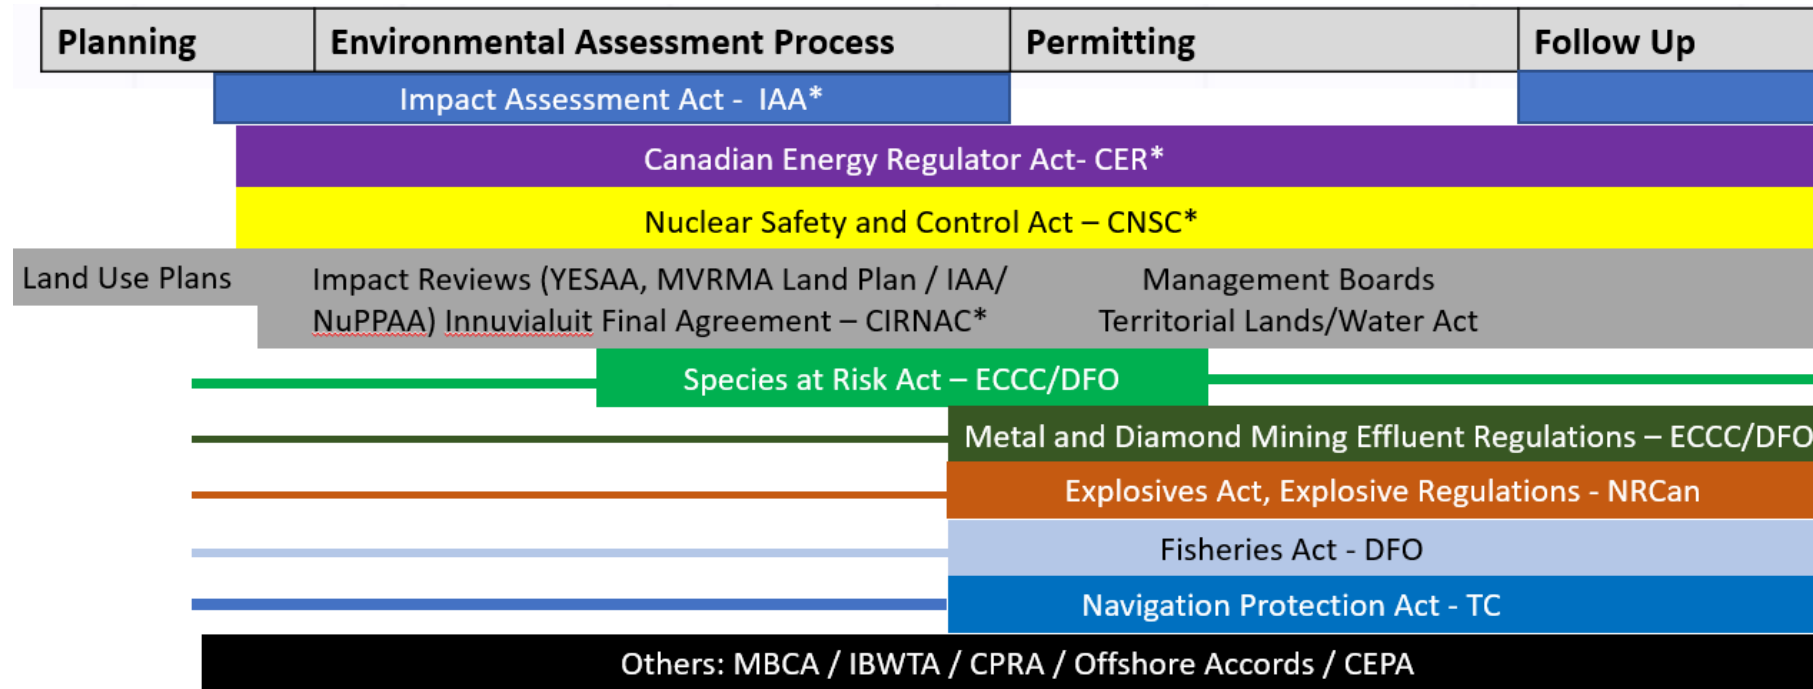 Planning
Environmental Assessment Process
Permitting
Follow Up
Impact Assessment Act - IAA*
Canadian Energy Regulator Act- CER*
Nuclear Safety and Control Act – CNSC*
Land Use Plans
Impact Reviews (YESAA, MVRMA Land Plan / IAA/
NuPPAA) Innuvialuit Final Agreement – CIRNAC*
Management Boards
Territorial Lands/Water Act
Species at Risk Act – ECCC/DFO
Metal and Diamond Mining Effluent Regulations – ECCC/DFO
Explosives Act, Explosive Regulations - NRCan
Fisheries Act - DFO
Navigation Protection Act - TC
Others: MBCA / IBWTA / CPRA / Offshore Accords / CEPA